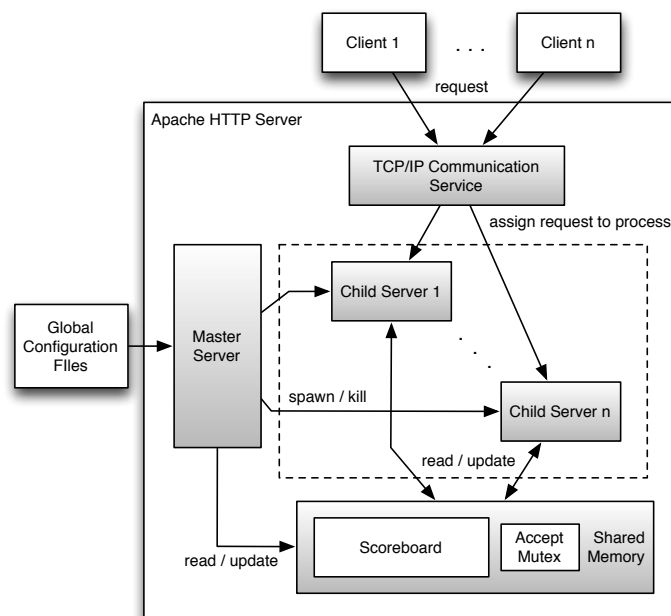 Client 1
. . .
Client n
request
Apache HTTP Server
TCP/IP Communication
Service
assign request to process
Child Server 1
Global
Configuration
FIles
Master
Server
. . .
spawn / kill
Child Server n
read / update
read / update
Scoreboard
Accept
Mutex
Shared
Memory